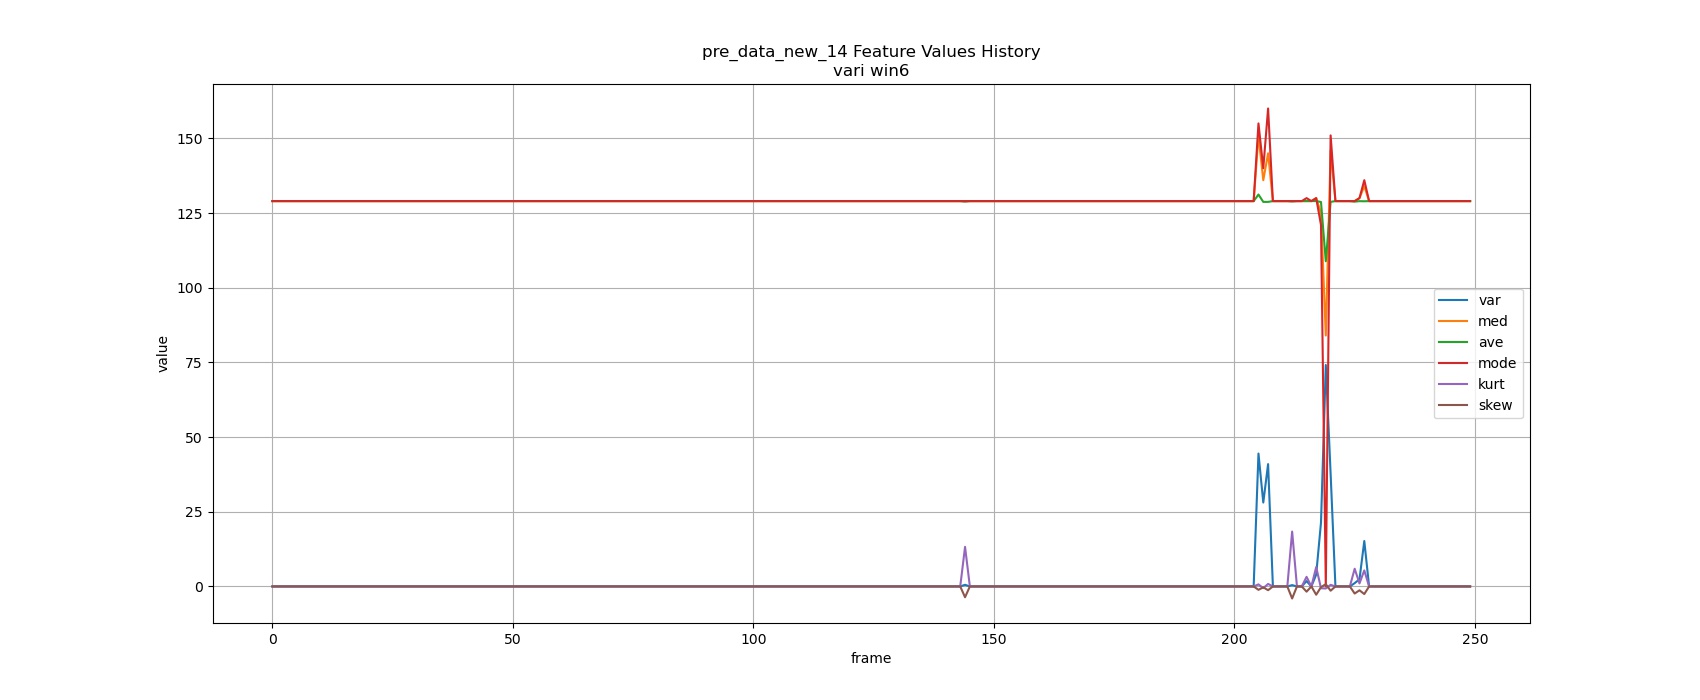 pre_data_new_14 Feature Values History
vari win6
150
125
100
75
50
25
0
value
0
50
100
150
200
250
frame
var
med
ave
mode
kurt
skew